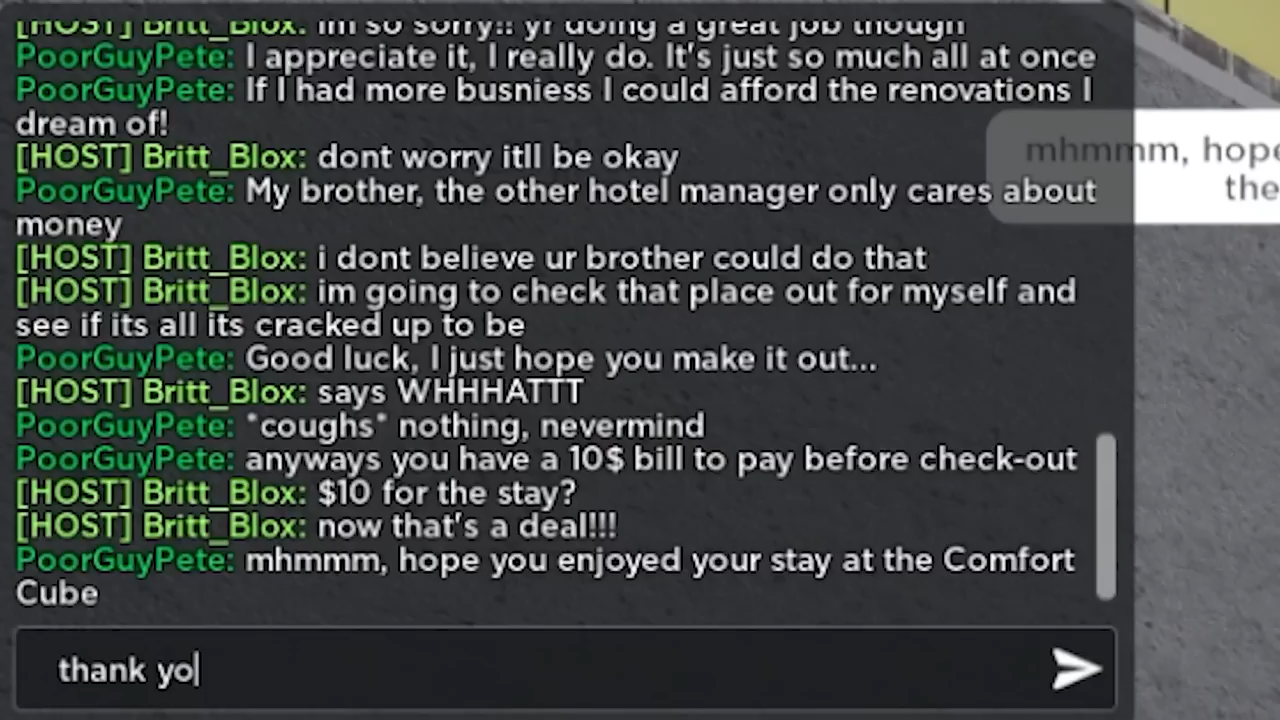 [HOST] Britt_Blox: im so sorry!! yr doing a great job though
PoorGuyPete: I appreciate it, I really do. It's just so much all at once
PoorGuyPete: If I had more busniess I could afford the renovations I
dream of!
[HOST] Britt_Blox: dont worry itll be okay
PoorGuyPete: My brother, the other hotel manager only cares about
money
[HOST] Britt_Blox: i dont believe ur brother could do that
[HOST] Britt_Blox: im going to check that place out for myself and
see if its all its cracked up to be
PoorGuyPete: Good luck, I just hope you make it out...
[HOST] Britt_Blox: says WHHHATTT
PoorGuyPete: *coughs* nothing, nevermind
PoorGuyPete: anyways you have a 10$ bill to pay before check-out
[HOST] Britt_Blox: $10 for the stay?
[HOST] Britt_Blox: now that's a deal!!!
PoorGuyPete: mhmmm, hope you enjoyed your stay at the Comfort
Cube
thank yo
mhmmm, hope
the